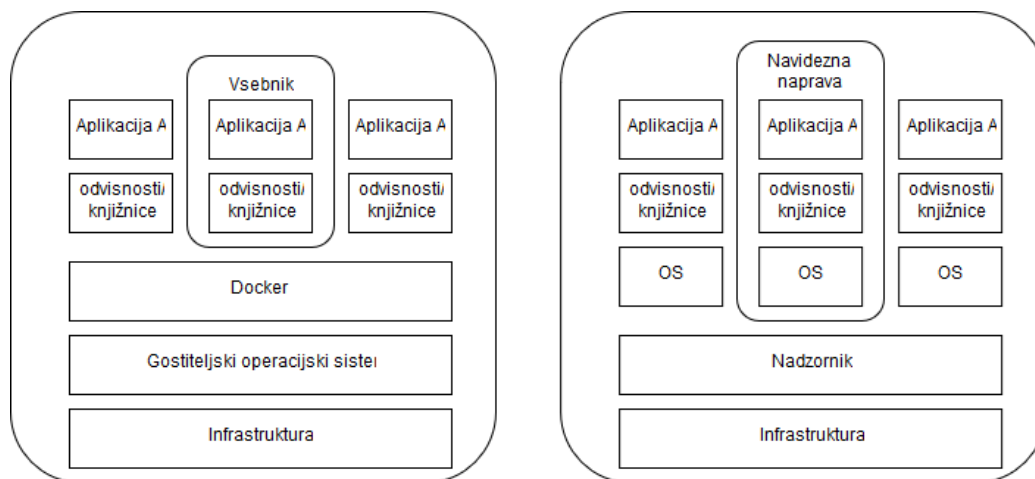 Vsebnik
Aplikacija A
Aplikacija A
Aplikacija A
odvisnosti/
knjižnice
odvisnosti/
knjižnice
odvisnosti/
knjižnice
Docker
Gostiteljski operacijski sister
Infrastruktura
Navidezna
naprava
Aplikacija A
Aplikacija A
Aplikacija A
odvisnosti/
knjižnice
odvisnosti/
knjižnice
odvisnosti/
knjižnice
OS
OS
OS
Nadzornik
Infrastruktura